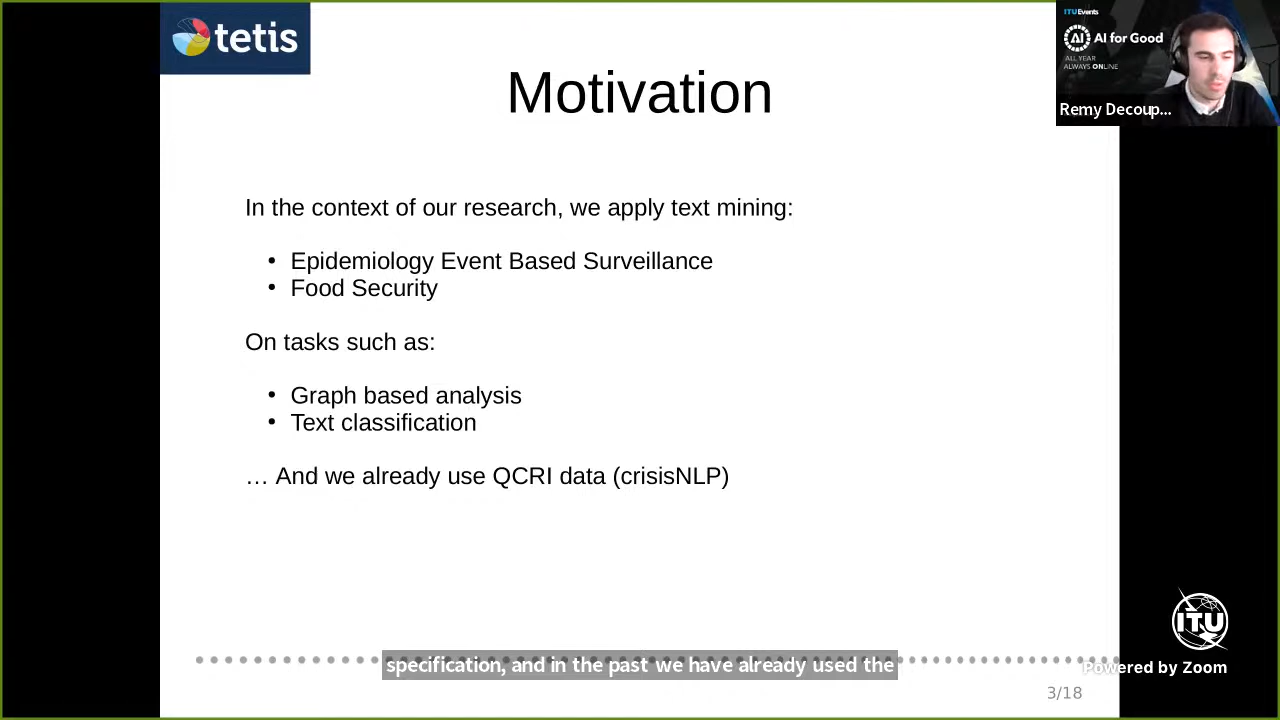 tetis
ITUEvents
AI
AI for Good
ALL YEAR
ALWAYS ONLINE
Remy Decoup...
Motivation
In the context of our research, we apply text mining:
• Epidemiology Event Based Surveillance
• Food Security
On tasks such as:
• Graph based analysis
• Text classification
… And we already use QCRI data (crisisNLP)
ITU
specification, and in the past we have already used the
Powered by Zoom
3/18